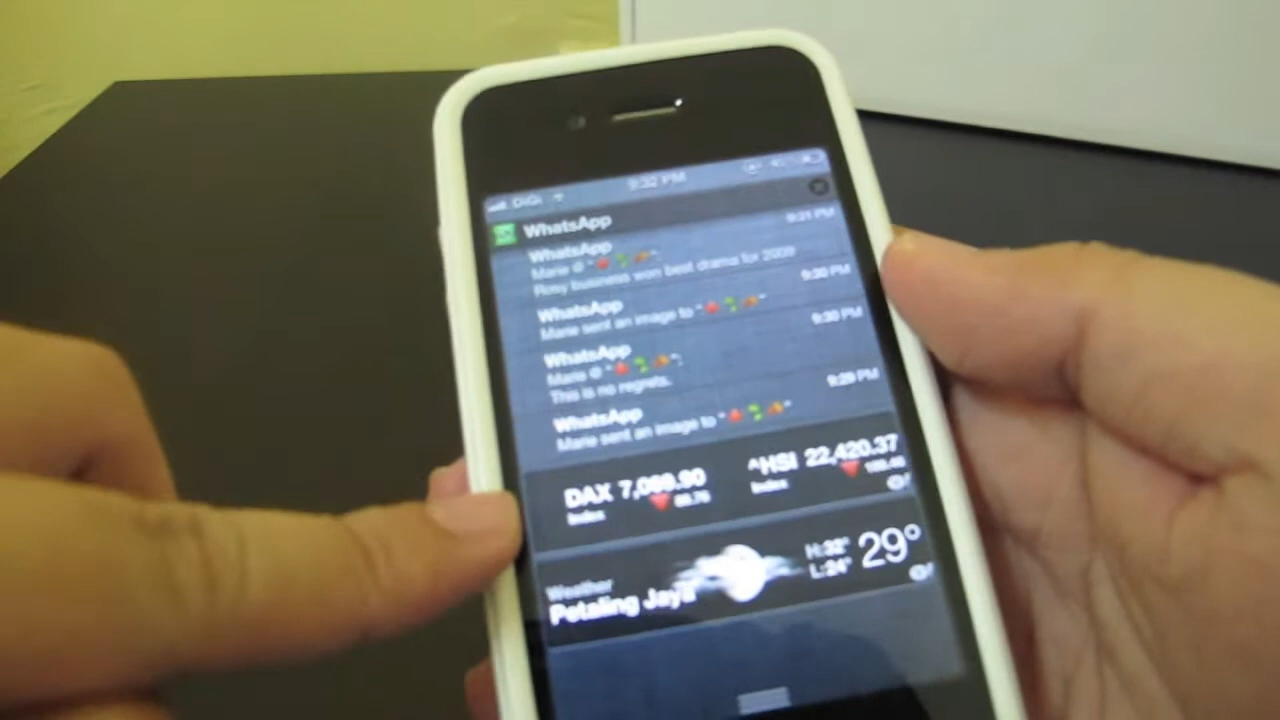 DiGi 9:32 PM
WhatsApp
WhatsApp 9:31 PM
Marie @ "🍎🌴🍂":
Rosy business won best drama for 2009
WhatsApp 9:30 PM
Marie sent an image to "🍎🌴🍂"
WhatsApp 9:30 PM
Marie @ "🍎🌴🍂":
This is no regrets.
WhatsApp 9:29 PM
Marie sent an image to "🍎🌴🍂"
DAX ^HSI 22,420.37
Index Index
Weather H:32° 29°
Petaling Jaya L:24°